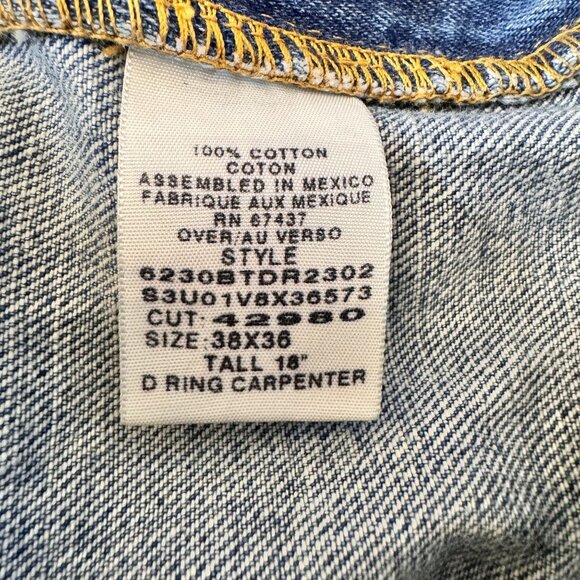 100% COTTON
COTON
ASSEMBLED IN MEXICO
FABRIQUE AUX MEXIQUE
RN 67437
OVER/AU VERSO
STYLE
6230BTDR2302
S3U01V8X36573
CUT: 42980
SIZE: 38X36
TALL 18"
D RING CARPENTER